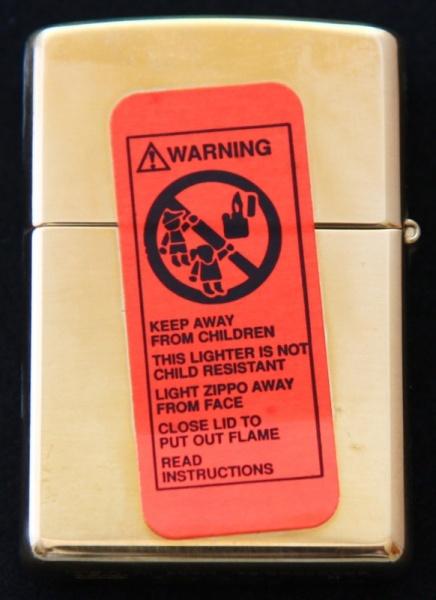 WARNING
KEEP AWAY
FROM CHILDREN
THIS LIGHTER IS NOT
CHILD RESISTANT
LIGHT ZIPPO AWAY
FROM FACE
CLOSE LID TO
PUT OUT FLAME
READ
INSTRUCTIONS